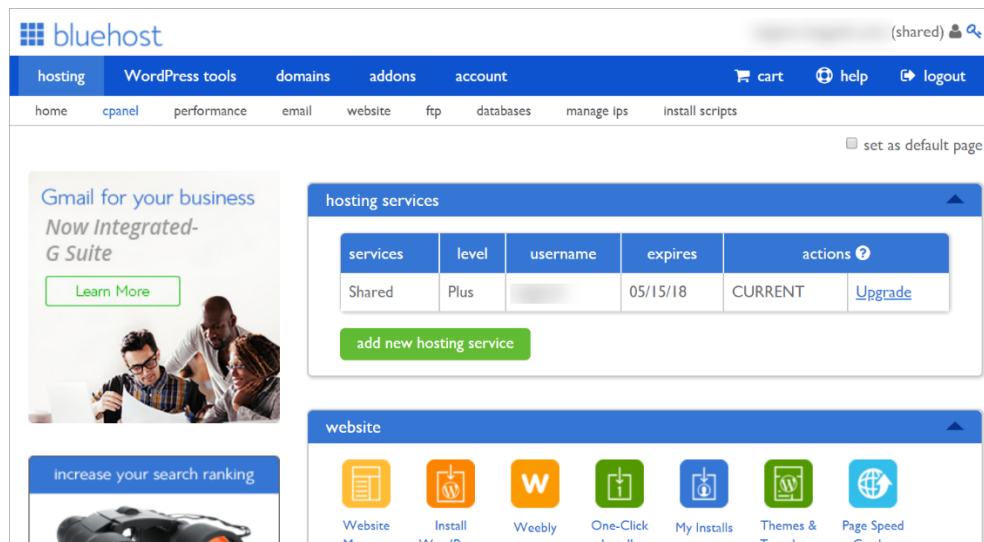 bluehost
(shared)
hosting WordPress tools domains addons account cart help logout
home cpanel performance email website ftp databases manage ips install scripts
set as default page
Gmail for your business
Now Integrated-
G Suite
Learn More
hosting services
services level username expires actions ?
Shared Plus 05/15/18 CURRENT Upgrade
add new hosting service
website
increase your search ranking
W
Website Install Weebly One-Click My Installs Themes & Page Speed